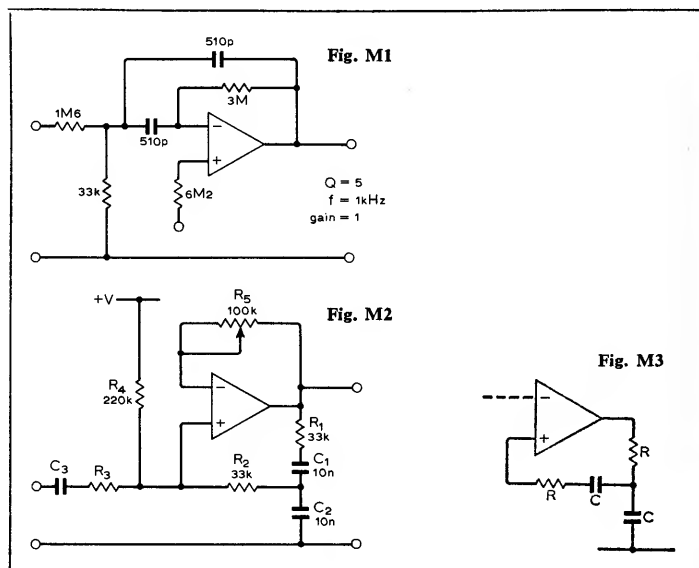 Fig. M1
510p
3M
1M6
510p
−
+
33k
6M2
Q = 5
f = 1kHz
gain = 1
Fig. M2
+V
R5
100k
R4
220k
−
+
R1
33k
C1
10n
C3
R3
R2
33k
C2
10n
Fig. M3
−
+
R
R
C
C